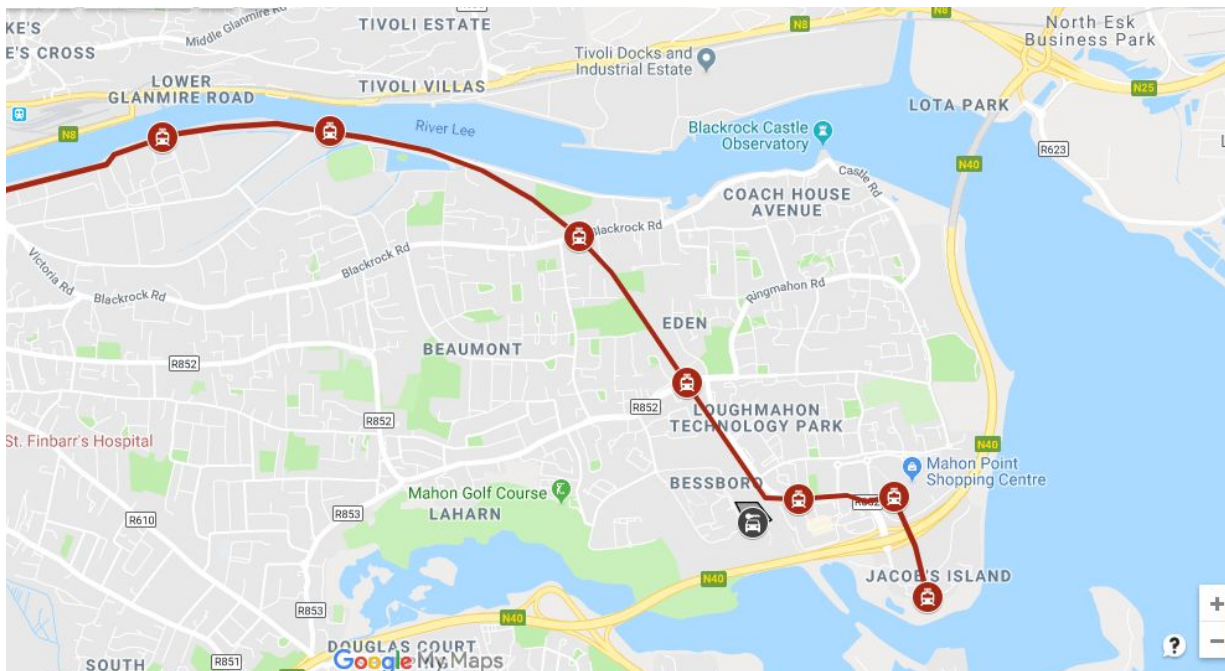 KE'S
E'S CROSS
Middle Glanmire Rd
TIVOLI ESTATE
N8
North Esk
Business Park
Tivoli Docks and
Industrial Estate
LOWER
GLANMIRE ROAD
TIVOLI VILLAS
N25
LOTA PARK
N8
River Lee
Blackrock Castle
Observatory
R623
N40
Castle Rd
COACH HOUSE
AVENUE
Blackrock Rd
Victoria Rd
Blackrock Rd
Blackrock Rd
Ringmahon Rd
EDEN
BEAUMONT
R852
R852
R852
LOUGHMAHON
TECHNOLOGY PARK
St. Finbarr's Hospital
N40
Mahon Point
Shopping Centre
BESSBORO
Mahon Golf Course
LAHARN
R853
R610
N40
JACOB'S ISLAND
R853
N40
DOUGLAS COURT
Google My Maps
SOUTH
R851
+
−
?